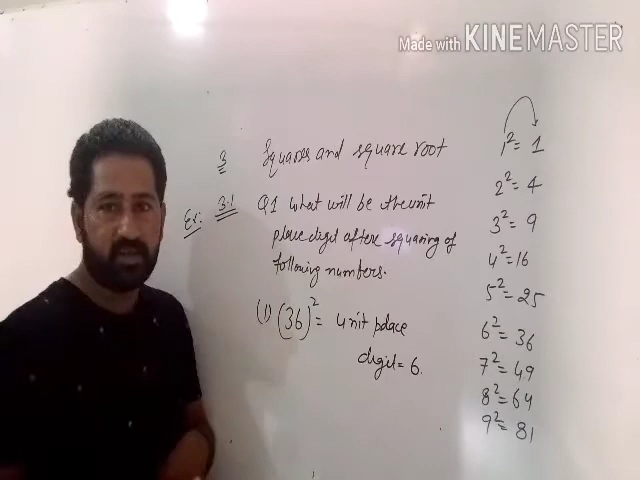 Made with KINEMASTER
3 Squares and square root
Ex: 3.1 Q1 What will be the unit
place digit after squaring of
following numbers.
(1) (36)² = unit place
digit = 6.
1² = 1
2² = 4
3² = 9
4² = 16
5² = 25
6² = 36
7² = 49
8² = 64
9² = 81